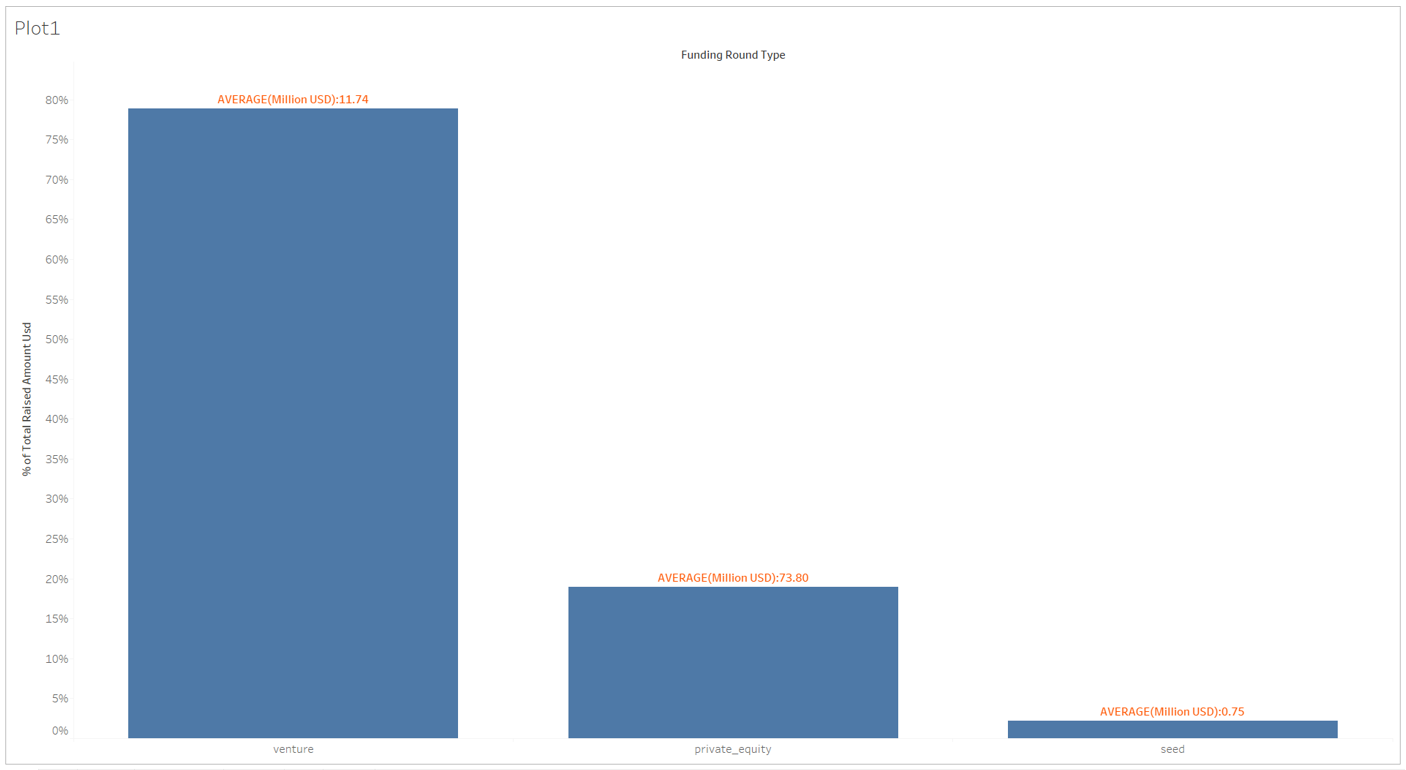 Plot1
Funding Round Type
% of Total Raised Amount Usd
80%
75%
70%
65%
60%
55%
50%
45%
40%
35%
30%
25%
20%
15%
10%
5%
0%
AVERAGE(Million USD):11.74
AVERAGE(Million USD):73.80
AVERAGE(Million USD):0.75
venture
private_equity
seed